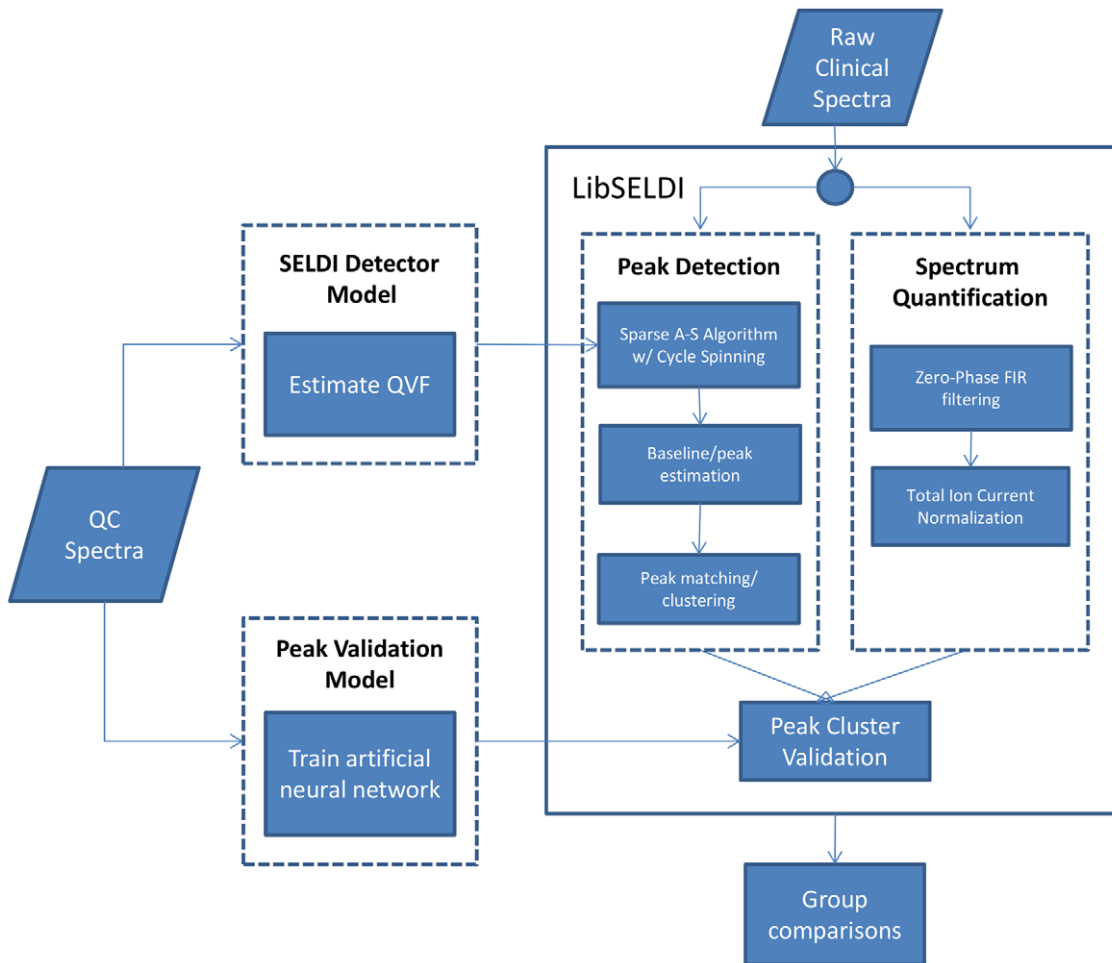 Raw
Clinical
Spectra
LibSELDI
SELDI Detector
Model
Estimate QVF
QC
Spectra
Peak Validation
Model
Train artificial
neural network
Peak Detection
Sparse A-S Algorithm
w/ Cycle Spinning
Baseline/peak
estimation
Peak matching/
clustering
Spectrum
Quantification
Zero-Phase FIR
filtering
Total Ion Current
Normalization
Peak Cluster
Validation
Group
comparisons